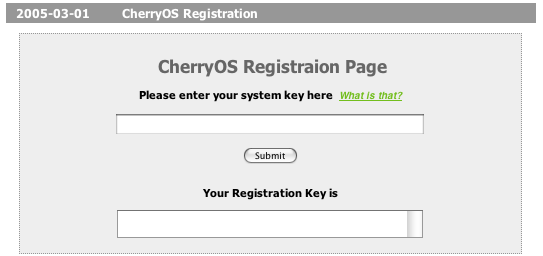 2005-03-01 CherryOS Registration
CherryOS Registraion Page
Please enter your system key here What is that?
Submit
Your Registration Key is